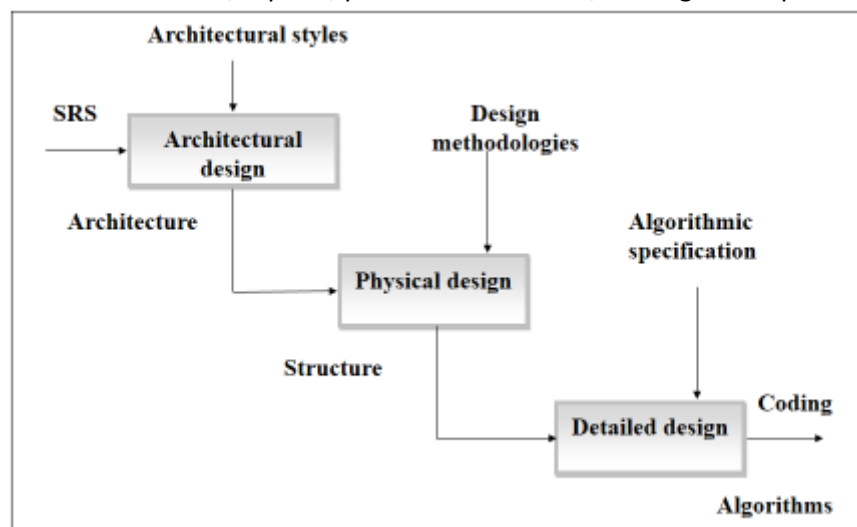 Architectural styles
SRS
Architectural
design
Design
methodologies
Architecture
Algorithmic
specification
Physical design
Structure
Coding
Detailed design
Algorithms